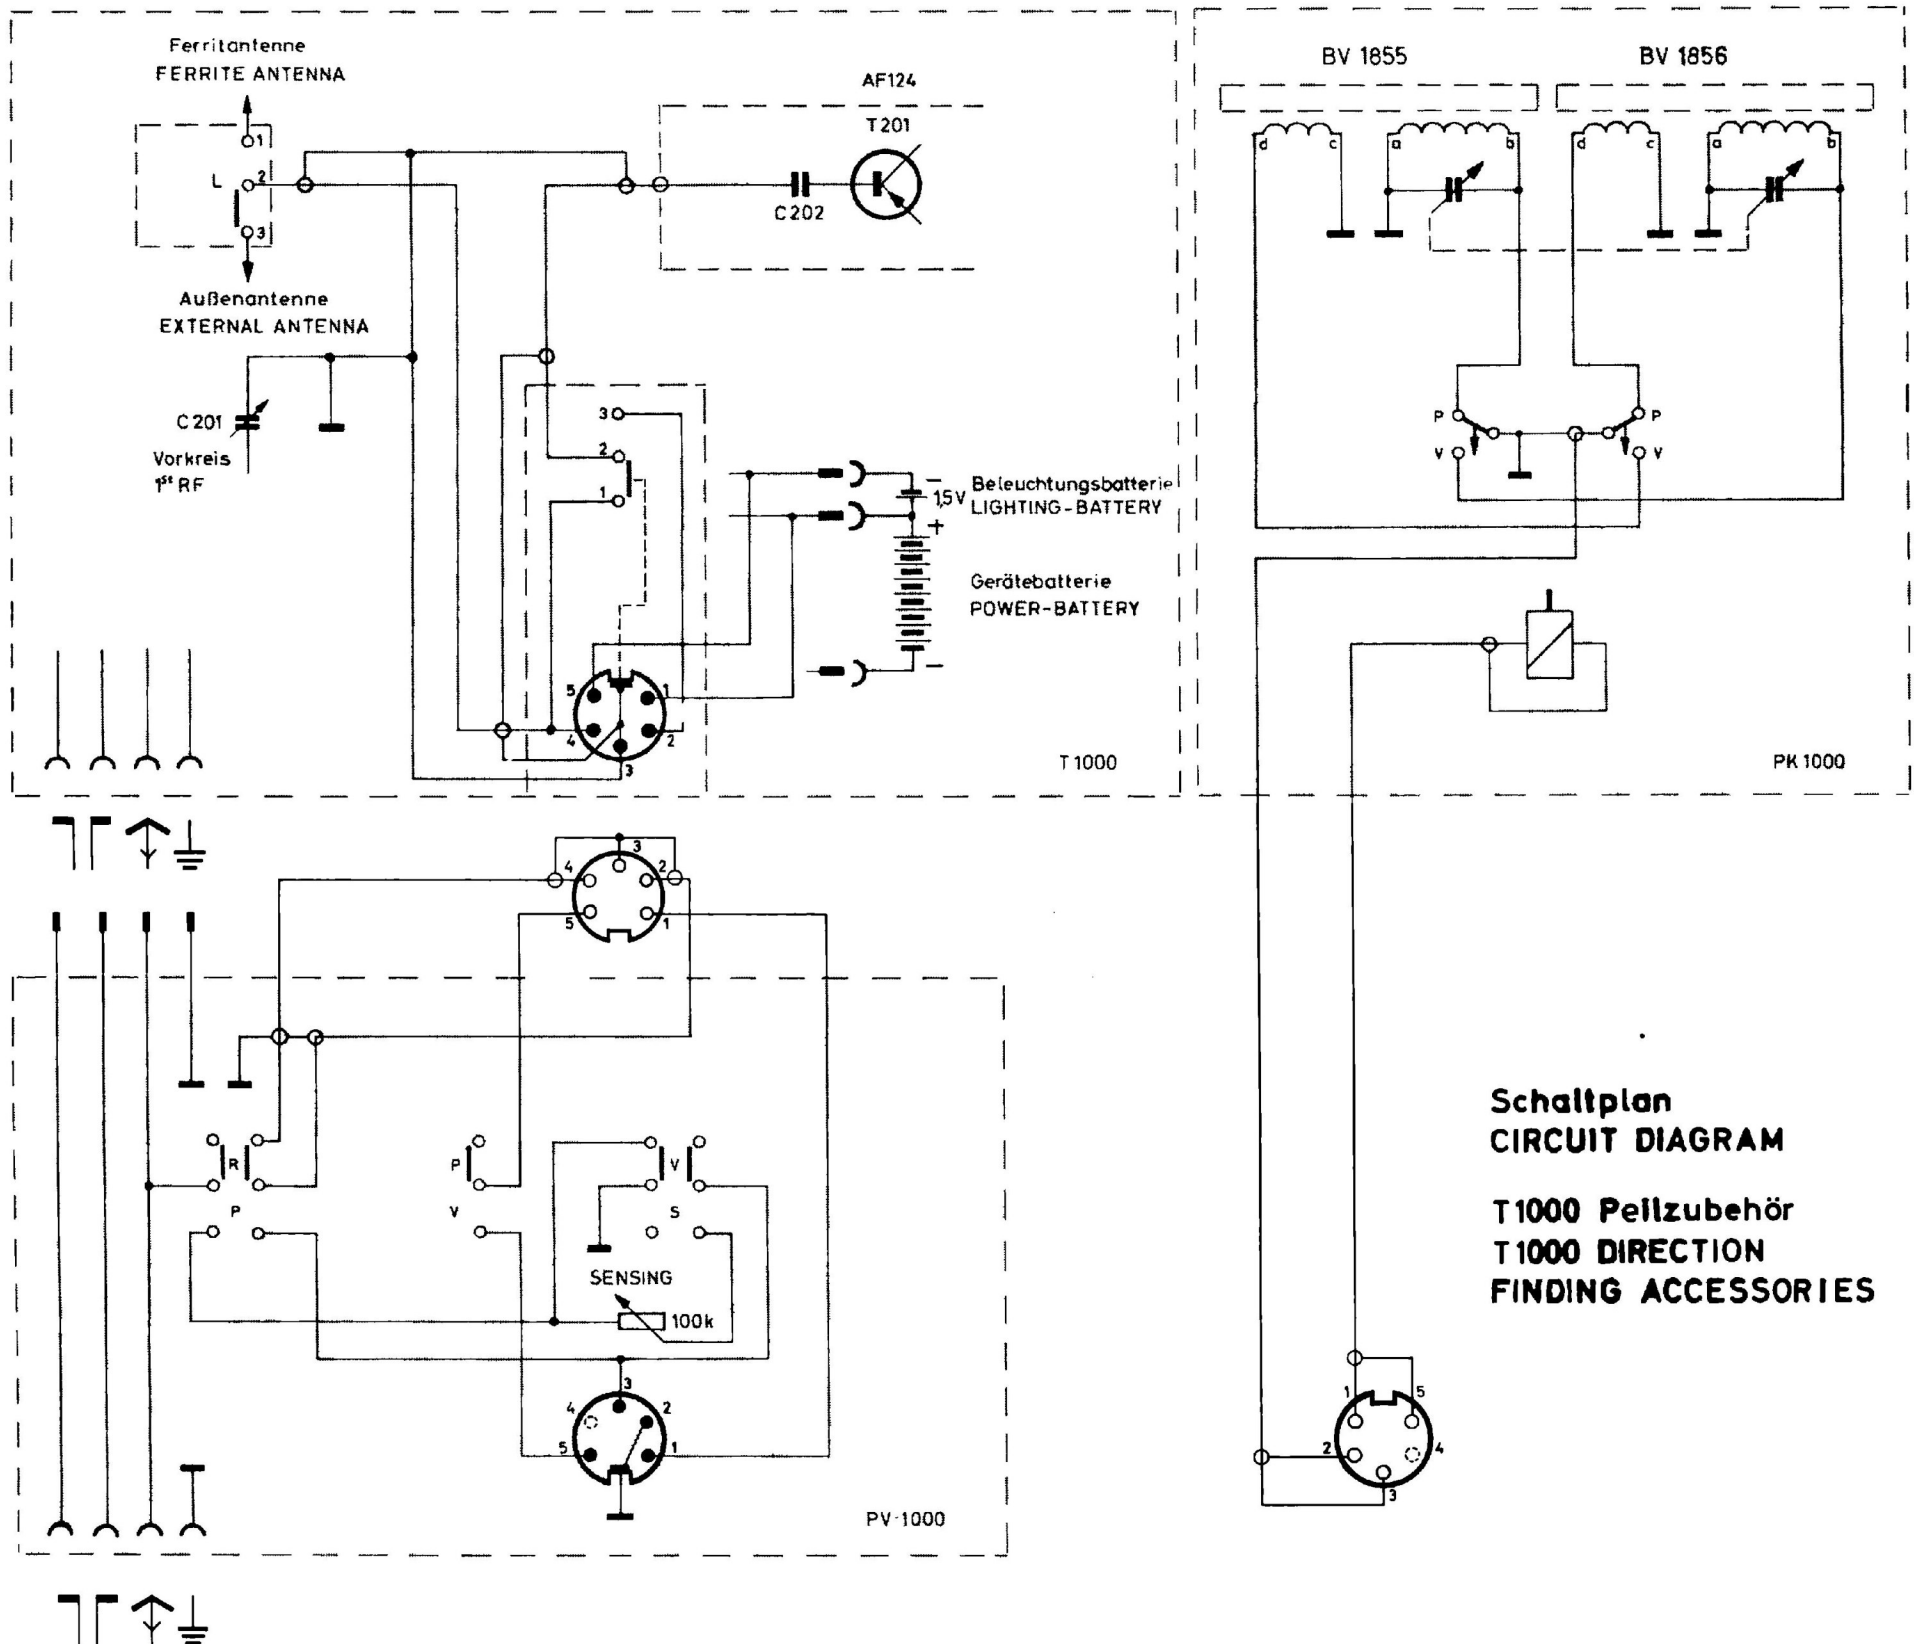 Ferritantenne
FERRITE ANTENNA
1
L
2
3
Außenantenne
EXTERNAL ANTENNA
C201
Vorkreis
1st RF
AF124
T201
C202
3
2
1
-
1,5V
+
Beleuchtungsbatterie
LIGHTING-BATTERY
Gerätebatterie
POWER-BATTERY
-
5
1
4
2
3
T1000
BV 1855
BV 1856
d
c
a
b
d
c
a
b
P
V
P
V
PK1000
3
4
2
5
1
R
P
P
V
V
S
SENSING
100k
3
4
2
5
1
PV-1000
Schaltplan
CIRCUIT DIAGRAM
T1000 Peilzubehör
T1000 DIRECTION
FINDING ACCESSORIES
1
5
2
4
3